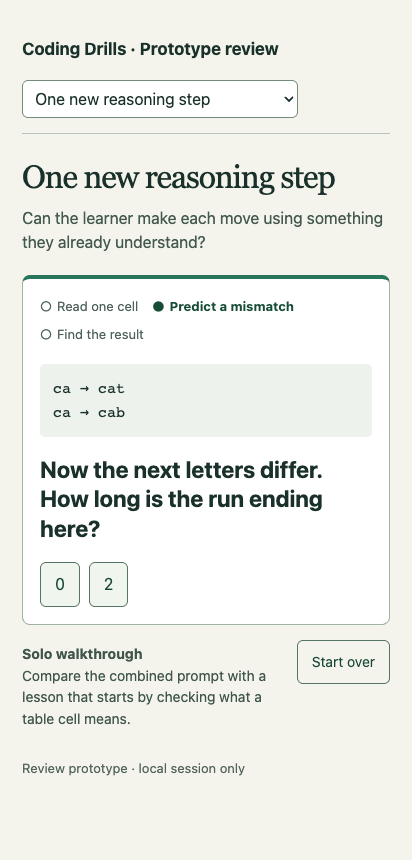 Coding Drills · Prototype review
One new reasoning step
One new reasoning step
Can the learner make each move using something
they already understand?
Read one cell
Predict a mismatch
Find the result
ca → cat
ca → cab
Now the next letters differ.
How long is the run ending
here?
0
2
Solo walkthrough
Compare the combined prompt with a
lesson that starts by checking what a
table cell means.
Start over
Review prototype · local session only